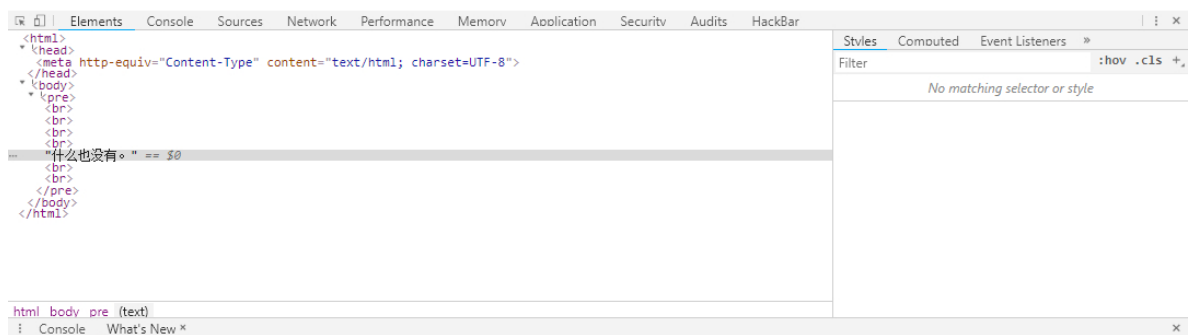 Elements Console Sources Network Performance Memory Application Security Audits HackBar
<html>
<head>
<meta http-equiv="Content-Type" content="text/html; charset=UTF-8">
</head>
<body>
<pre>
<br>
<br>
<br>
<br>
"什么也没有。" == $0
<br>
<br>
</pre>
</body>
</html>
html body pre (text)
Console What's New ×
Styles Computed Event Listeners »
Filter :hov .cls +
No matching selector or style